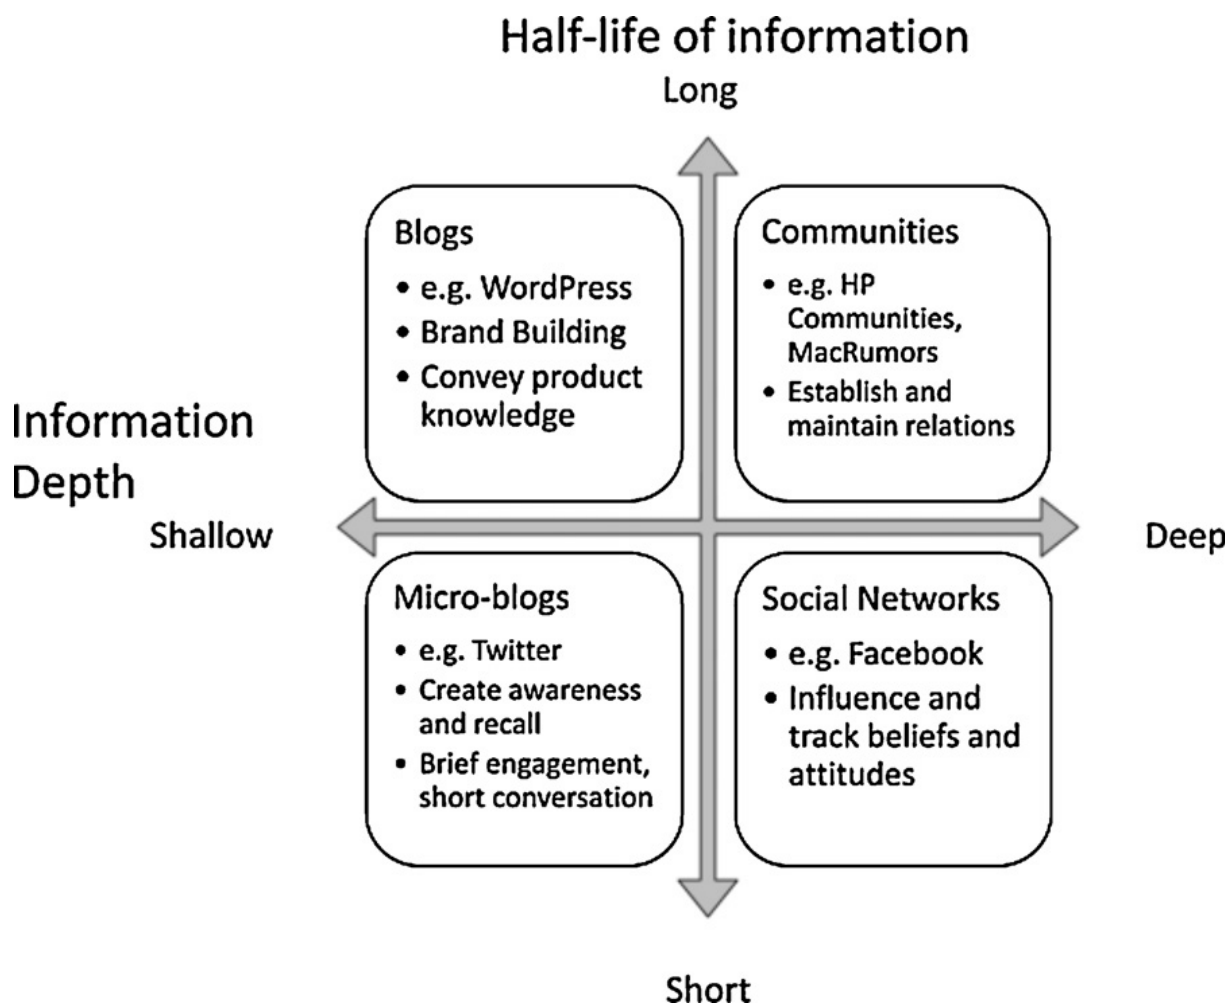 Half-life of information
Long
Blogs
• e.g. WordPress
• Brand Building
• Convey product
knowledge
Communities
• e.g. HP
Communities,
MacRumors
• Establish and
maintain relations
Information
Depth
Shallow
Deep
Micro-blogs
• e.g. Twitter
• Create awareness
and recall
• Brief engagement,
short conversation
Social Networks
• e.g. Facebook
• Influence and
track beliefs and
attitudes
Short